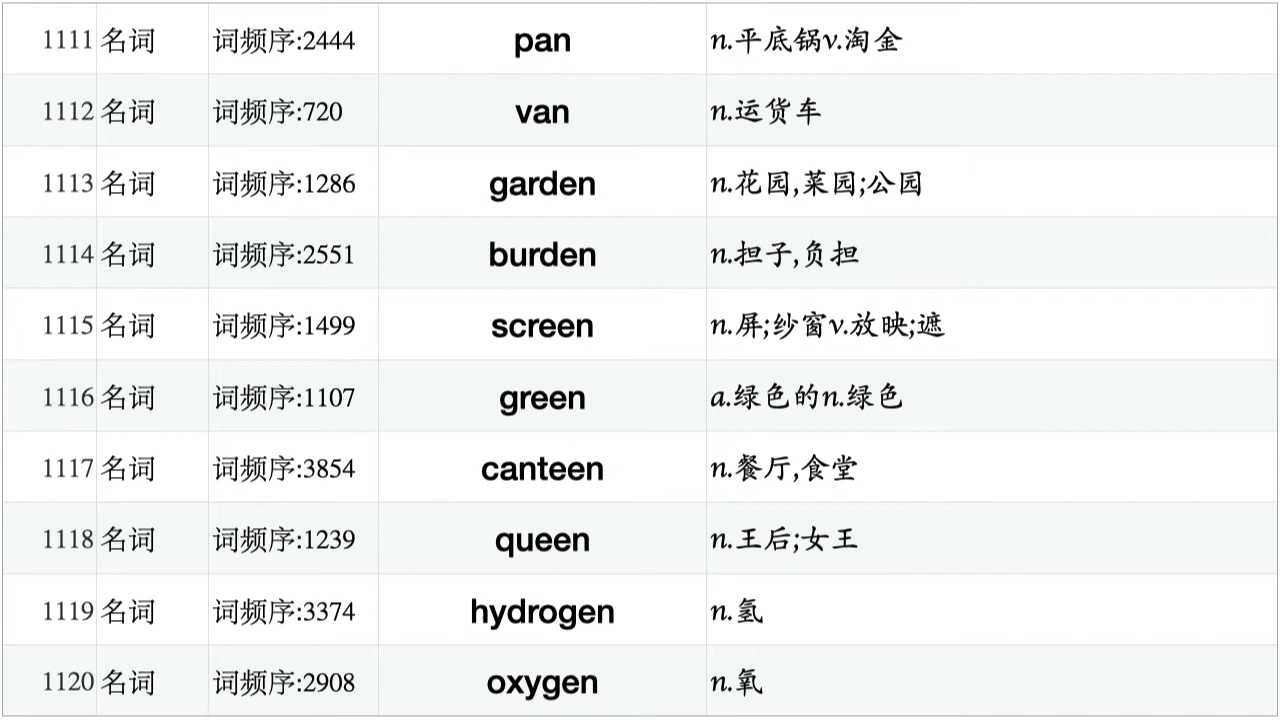 1111 名词 词频序:2444 pan n.平底锅v.淘金
1112 名词 词频序:720 van n.运货车
1113 名词 词频序:1286 garden n.花园,菜园;公园
1114 名词 词频序:2551 burden n.担子,负担
1115 名词 词频序:1499 screen n.屏;纱窗v.放映;遮
1116 名词 词频序:1107 green a.绿色的n.绿色
1117 名词 词频序:3854 canteen n.餐厅,食堂
1118 名词 词频序:1239 queen n.王后;女王
1119 名词 词频序:3374 hydrogen n.氢
1120 名词 词频序:2908 oxygen n.氧